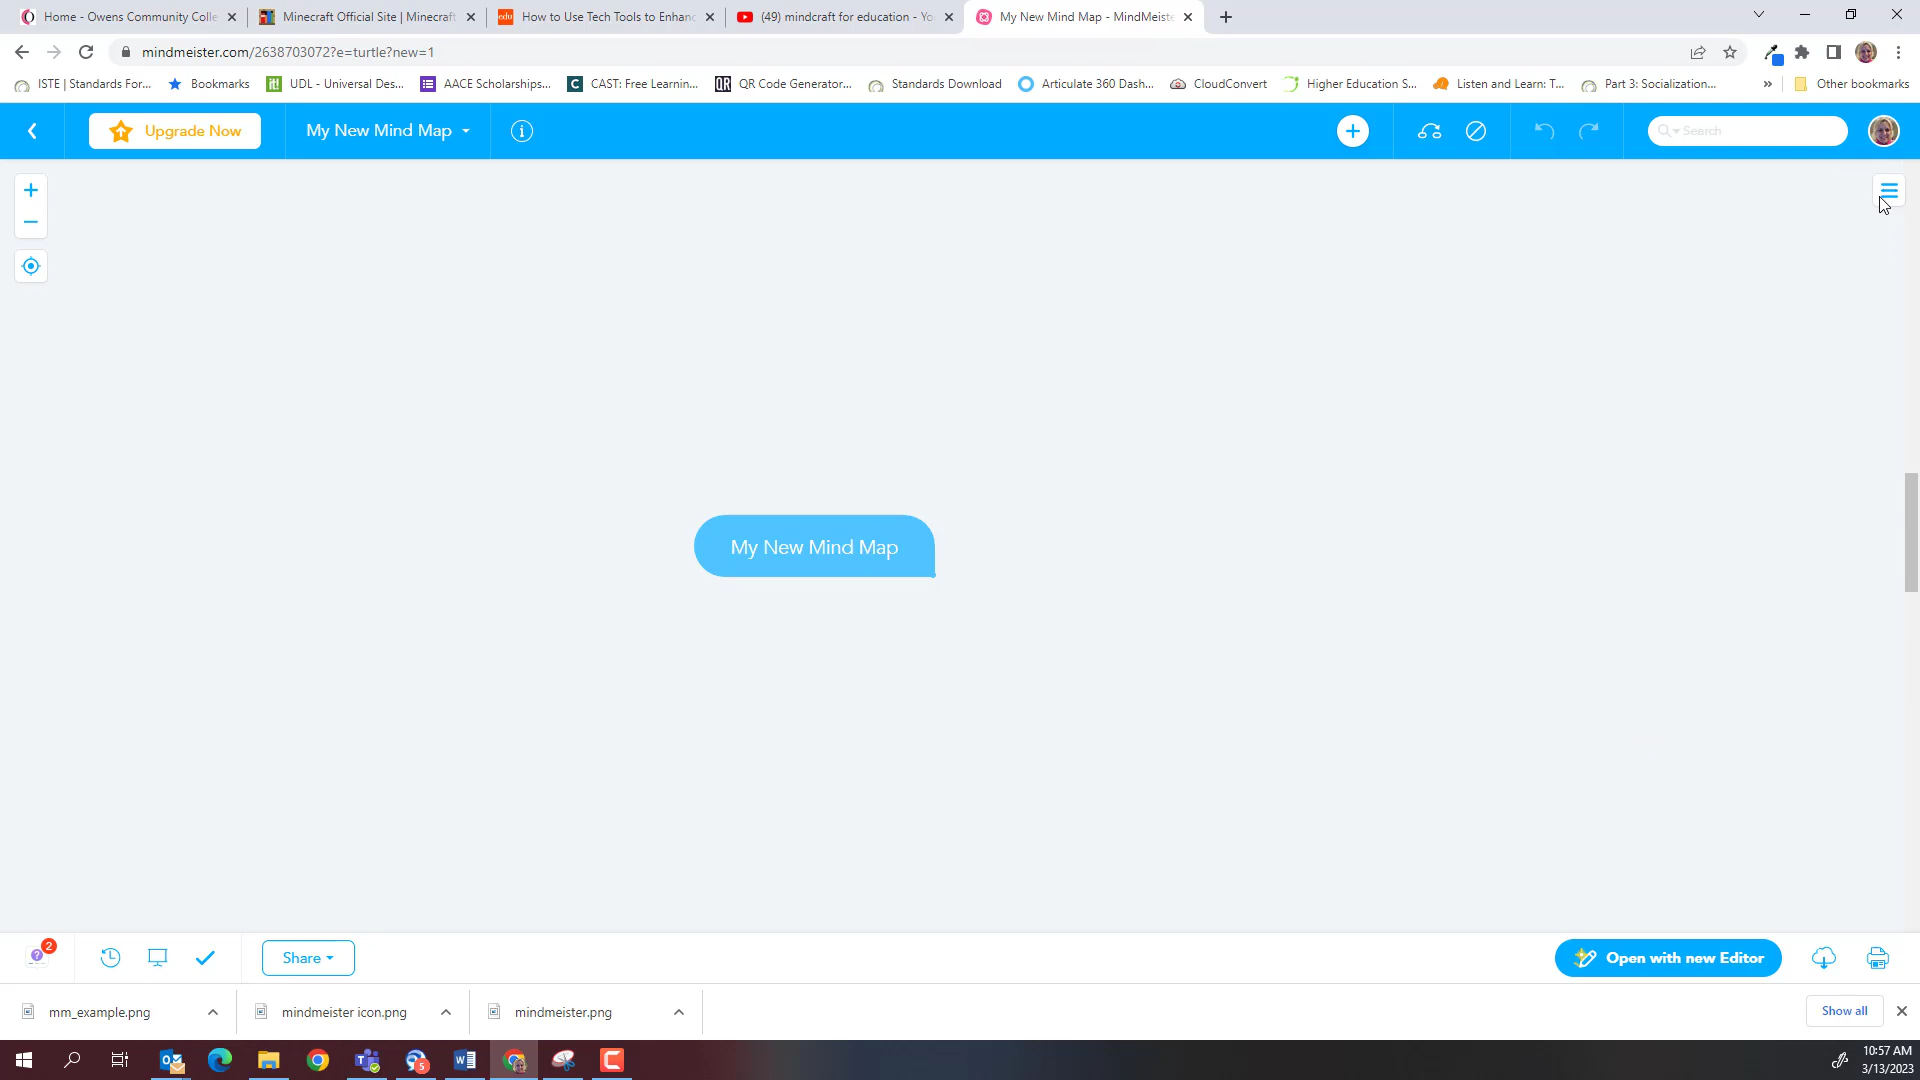 Home - Owens Community Colle
Minecraft Official Site | Minecraft
edu How to Use Tech Tools to Enhanc
(49) mindcraft for education - Yo
My New Mind Map - MindMeiste
mindmeister.com/2638703072?e=turtle?new=1
ISTE | Standards For...
Bookmarks
it! UDL - Universal Des...
AACE Scholarships...
C CAST: Free Learnin...
QR QR Code Generator...
Standards Download
Articulate 360 Dash...
CloudConvert
Higher Education S...
Listen and Learn: T...
Part 3: Socialization...
»
Other bookmarks
Upgrade Now
My New Mind Map
Search
My New Mind Map
2
Share
Open with new Editor
mm_example.png
mindmeister icon.png
mindmeister.png
Show all
5
10:57 AM
3/13/2023